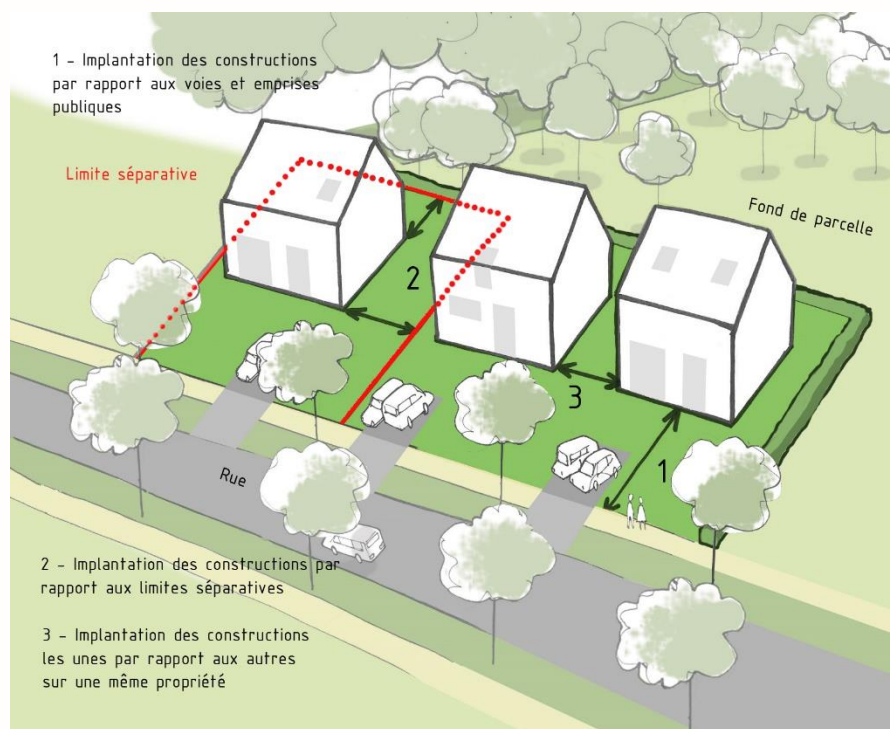 1 - Implantation des constructions
par rapport aux voies et emprises
publiques
Limite séparative
Fond de parcelle
2
3
1
Rue
2 - Implantation des constructions par
rapport aux limites séparatives
3 - Implantation des constructions
les unes par rapport aux autres
sur une même propriété